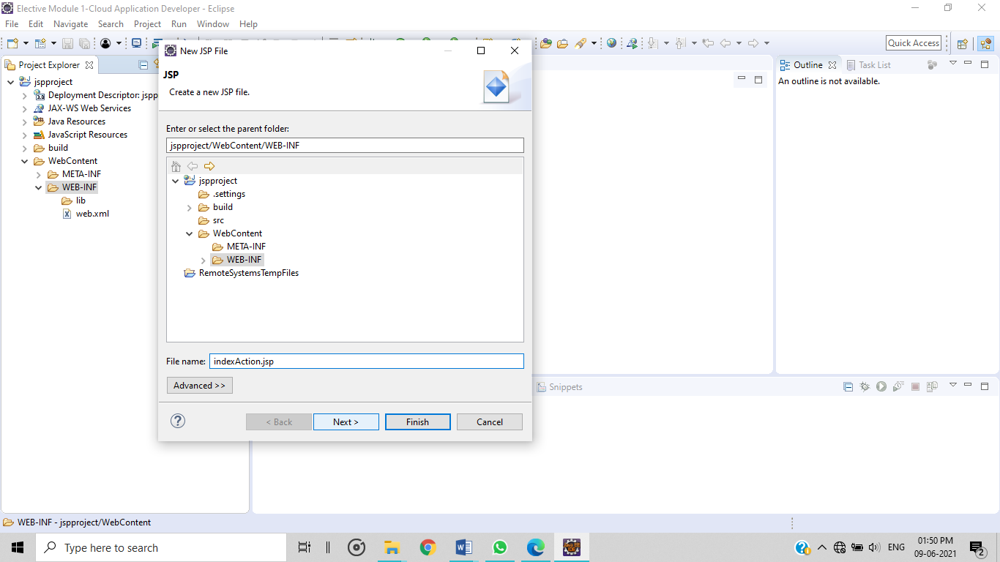 Elective Module 1-Cloud Application Developer - Eclipse
File Edit Navigate Search Project Run Window Help
Quick Access
Project Explorer
jspproject
Deployment Descriptor: jspp
JAX-WS Web Services
Java Resources
JavaScript Resources
build
WebContent
META-INF
WEB-INF
lib
web.xml
New JSP File
JSP
Create a new JSP file.
Enter or select the parent folder:
jspproject/WebContent/WEB-INF
jspproject
.settings
build
src
WebContent
META-INF
WEB-INF
RemoteSystemsTempFiles
File name: indexAction.jsp
Advanced >>
< Back Next > Finish Cancel
Outline Task List
An outline is not available.
Snippets
WEB-INF - jspproject/WebContent
Type here to search
ENG
01:50 PM
09-06-2021
2